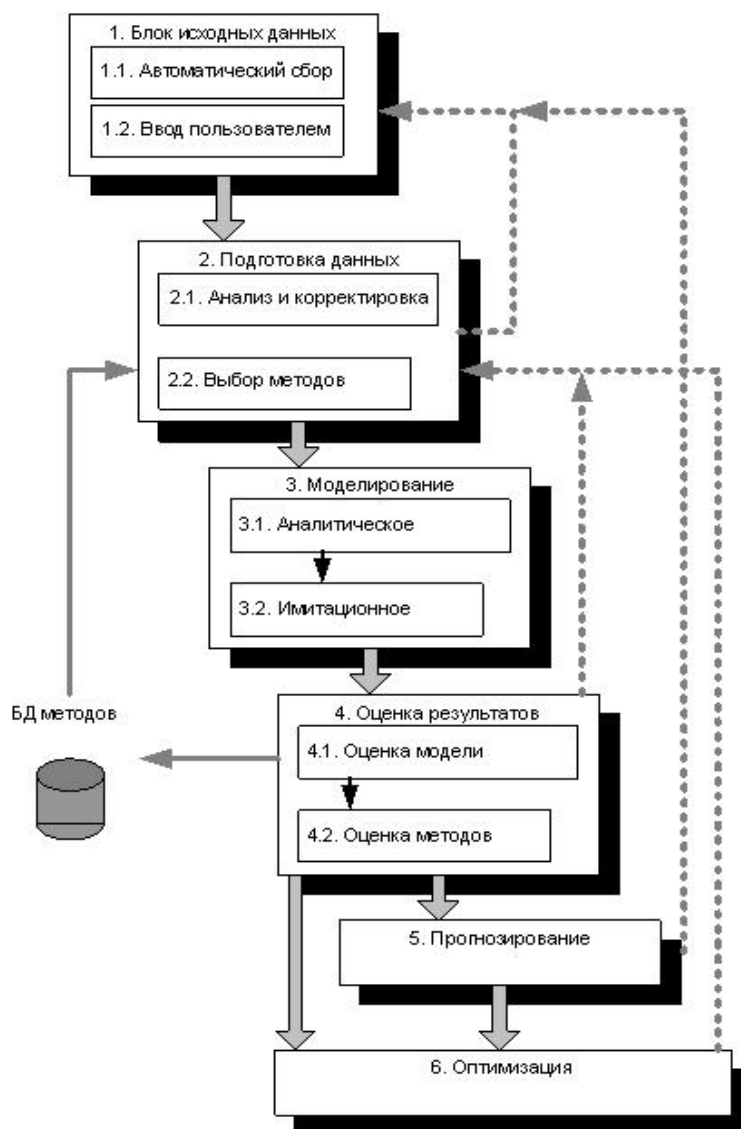 1. Блок исходных данных
1.1. Автоматический сбор
1.2. Ввод пользователем
2. Подготовка данных
2.1. Анализ и корректировка
2.2. Выбор методов
3. Моделирование
3.1. Аналитическое
3.2. Имитационное
БД методов
4. Оценка результатов
4.1. Оценка модели
4.2. Оценка методов
5. Прогнозирование
6. Оптимизация